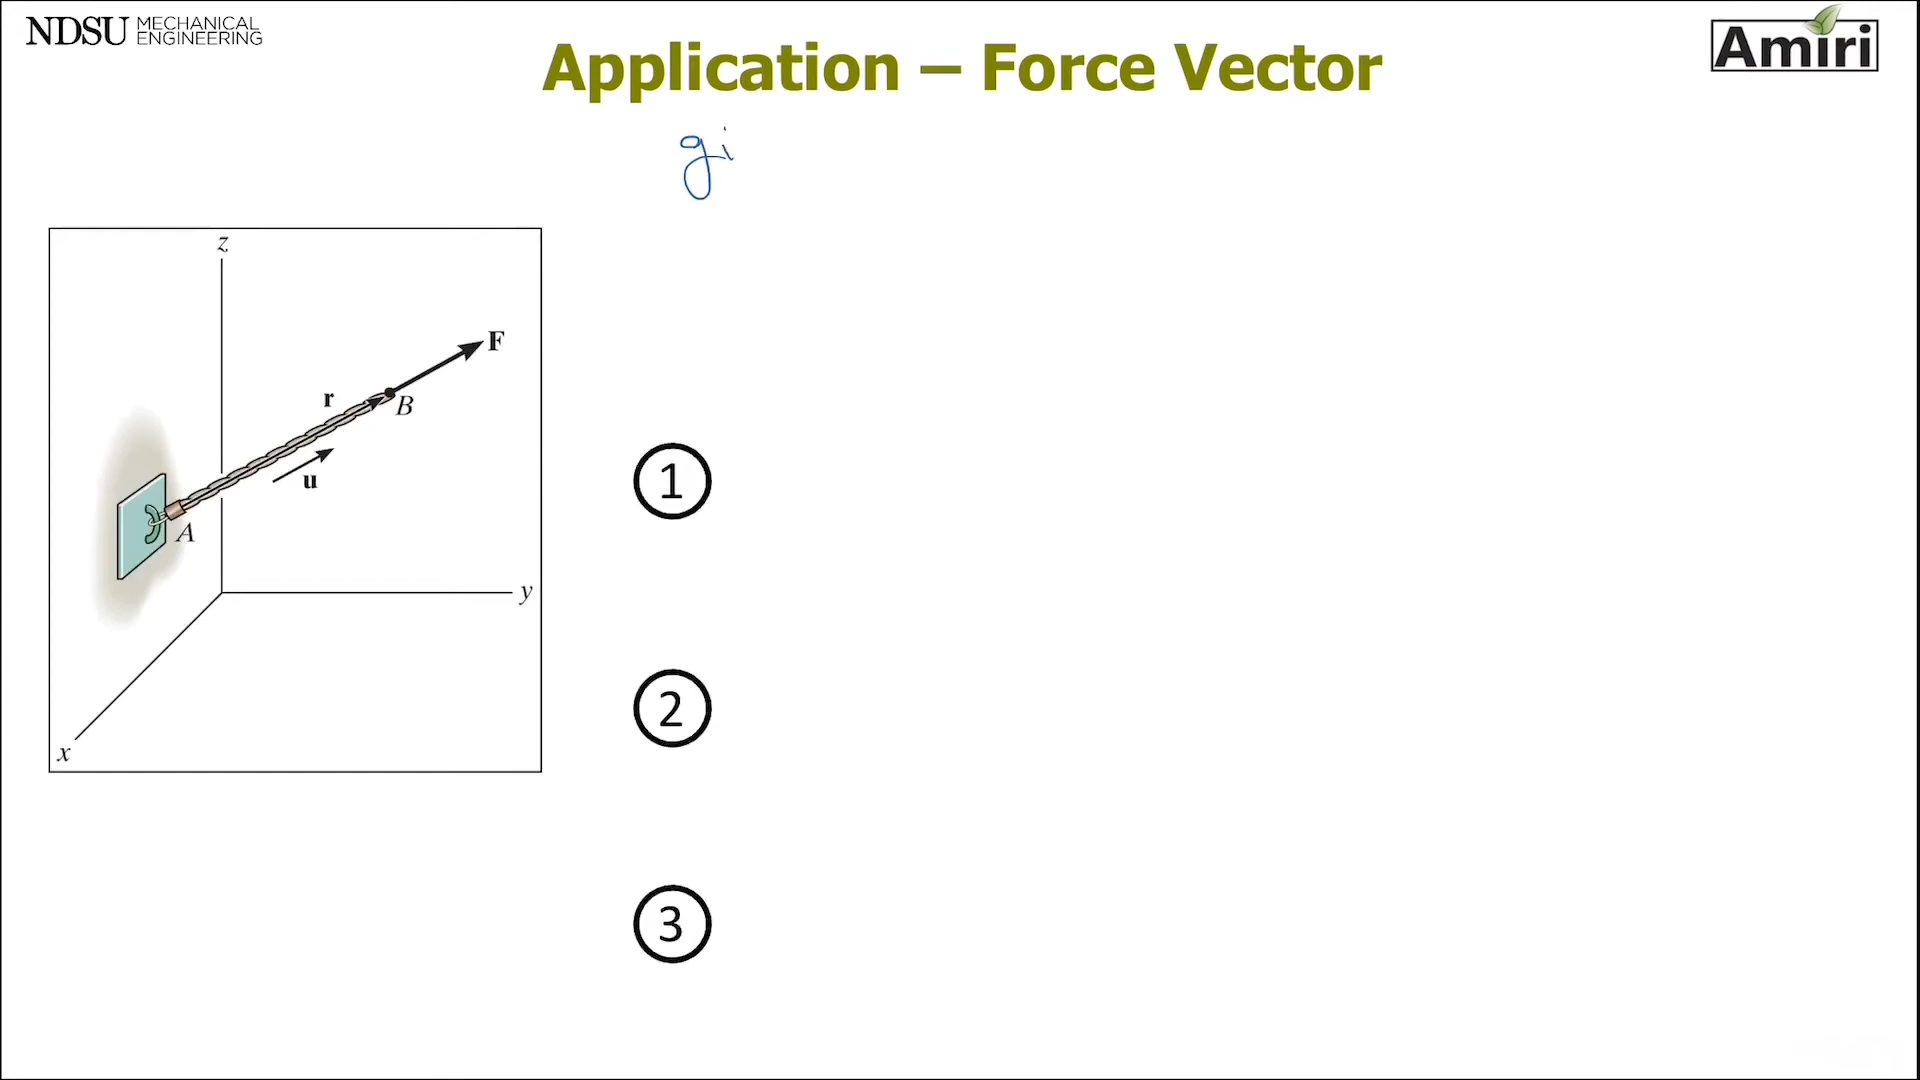 NDSU MECHANICAL
ENGINEERING
Application – Force Vector
Amiri
gi
z
F
r
B
u
A
y
x
1
2
3